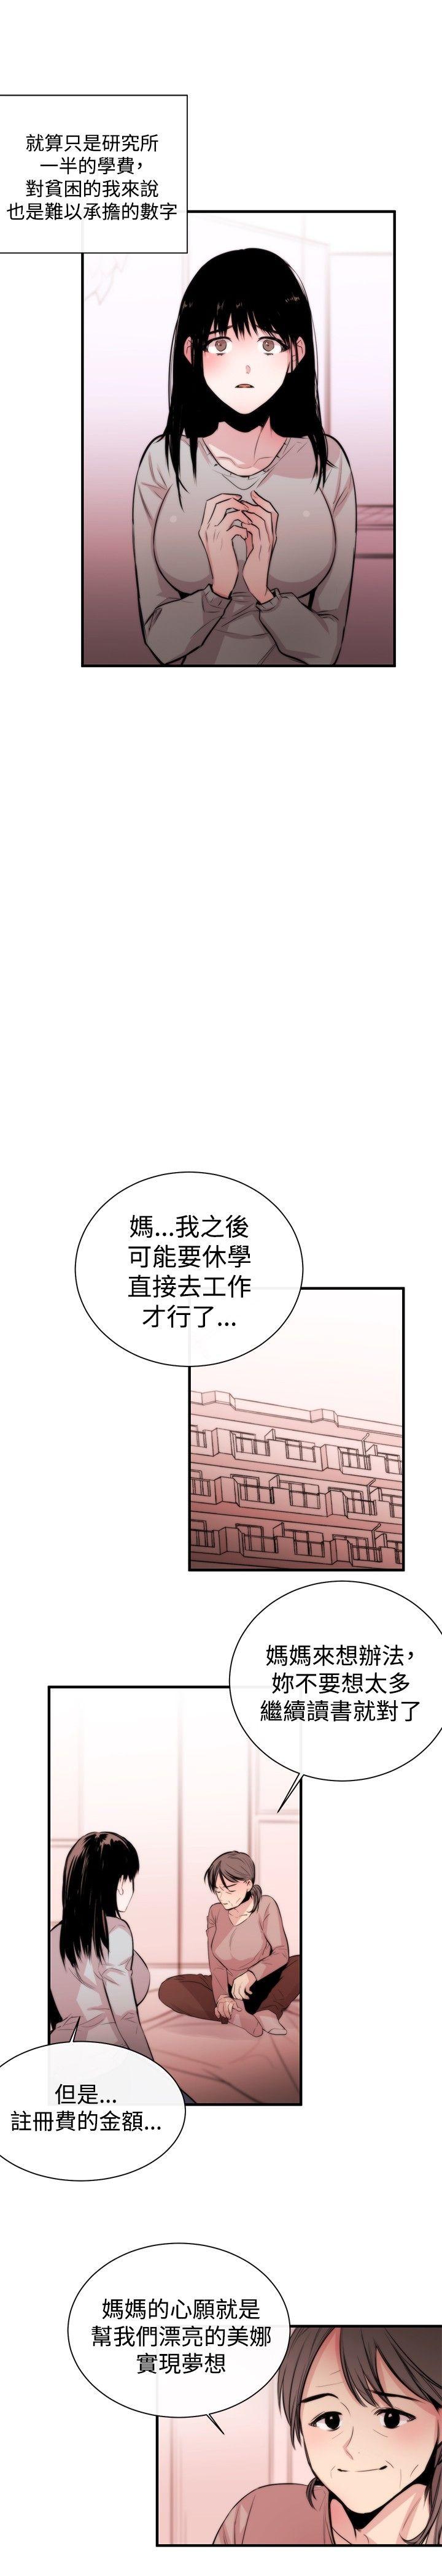 就算只是研究所
一半的學費，
對貧困的我來說
也是難以承擔的數字
媽...我之後
可能要休學
直接去工作
才行了...
媽媽來想辦法，
妳不要想太多
繼續讀書就對了
但是...
註冊費的金額...
媽媽的心願就是
幫我們漂亮的美娜
實現夢想